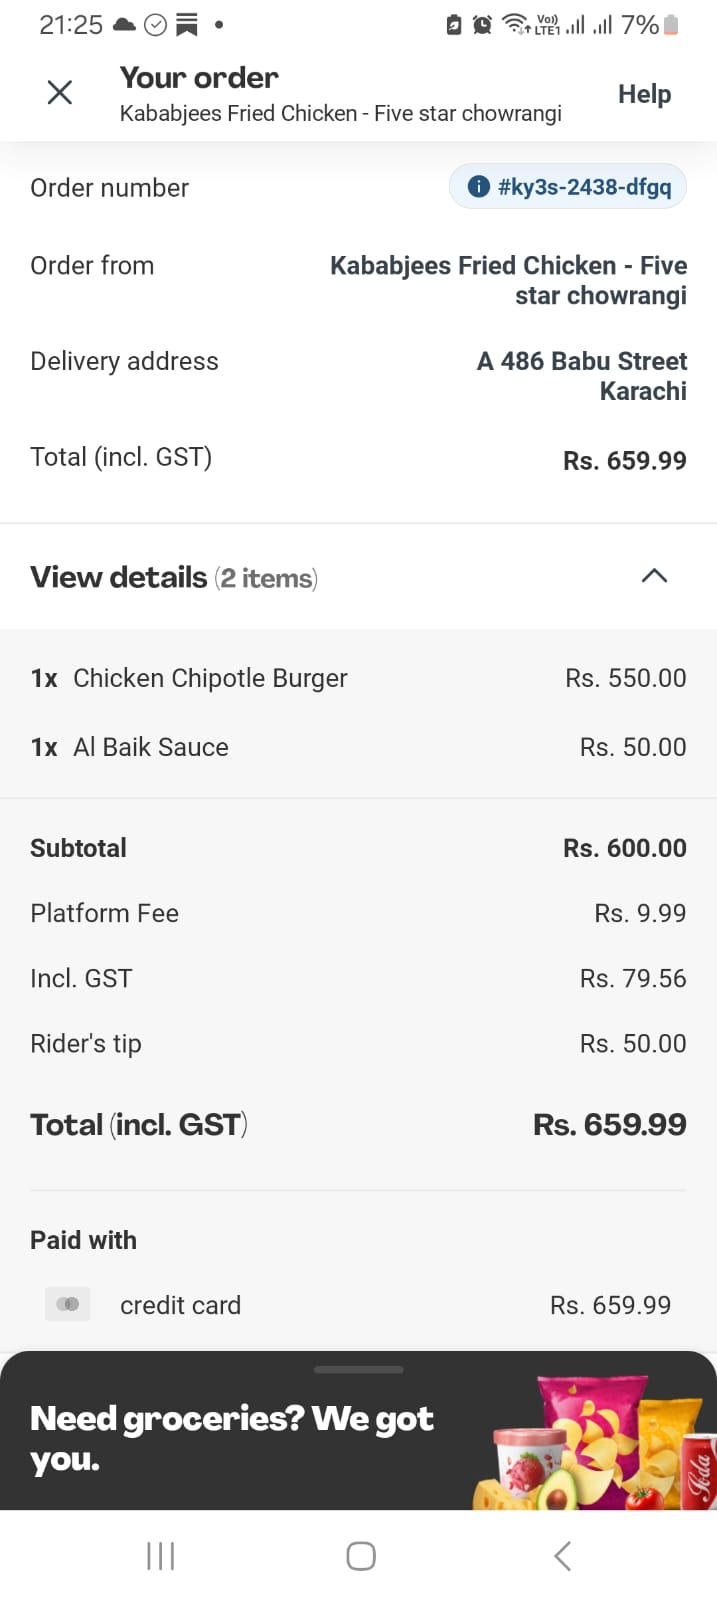 21:25
Vo)) LTE1 7%
Your order
Kababjees Fried Chicken - Five star chowrangi
Help
Order number
#ky3s-2438-dfgq
Order from
Kababjees Fried Chicken - Five
star chowrangi
Delivery address
A 486 Babu Street
Karachi
Total (incl. GST)
Rs. 659.99
View details (2 items)
1x Chicken Chipotle Burger
Rs. 550.00
1x Al Baik Sauce
Rs. 50.00
Subtotal
Rs. 600.00
Platform Fee
Rs. 9.99
Incl. GST
Rs. 79.56
Rider's tip
Rs. 50.00
Total (incl. GST)
Rs. 659.99
Paid with
credit card
Rs. 659.99
Need groceries? We got
you.
Soda